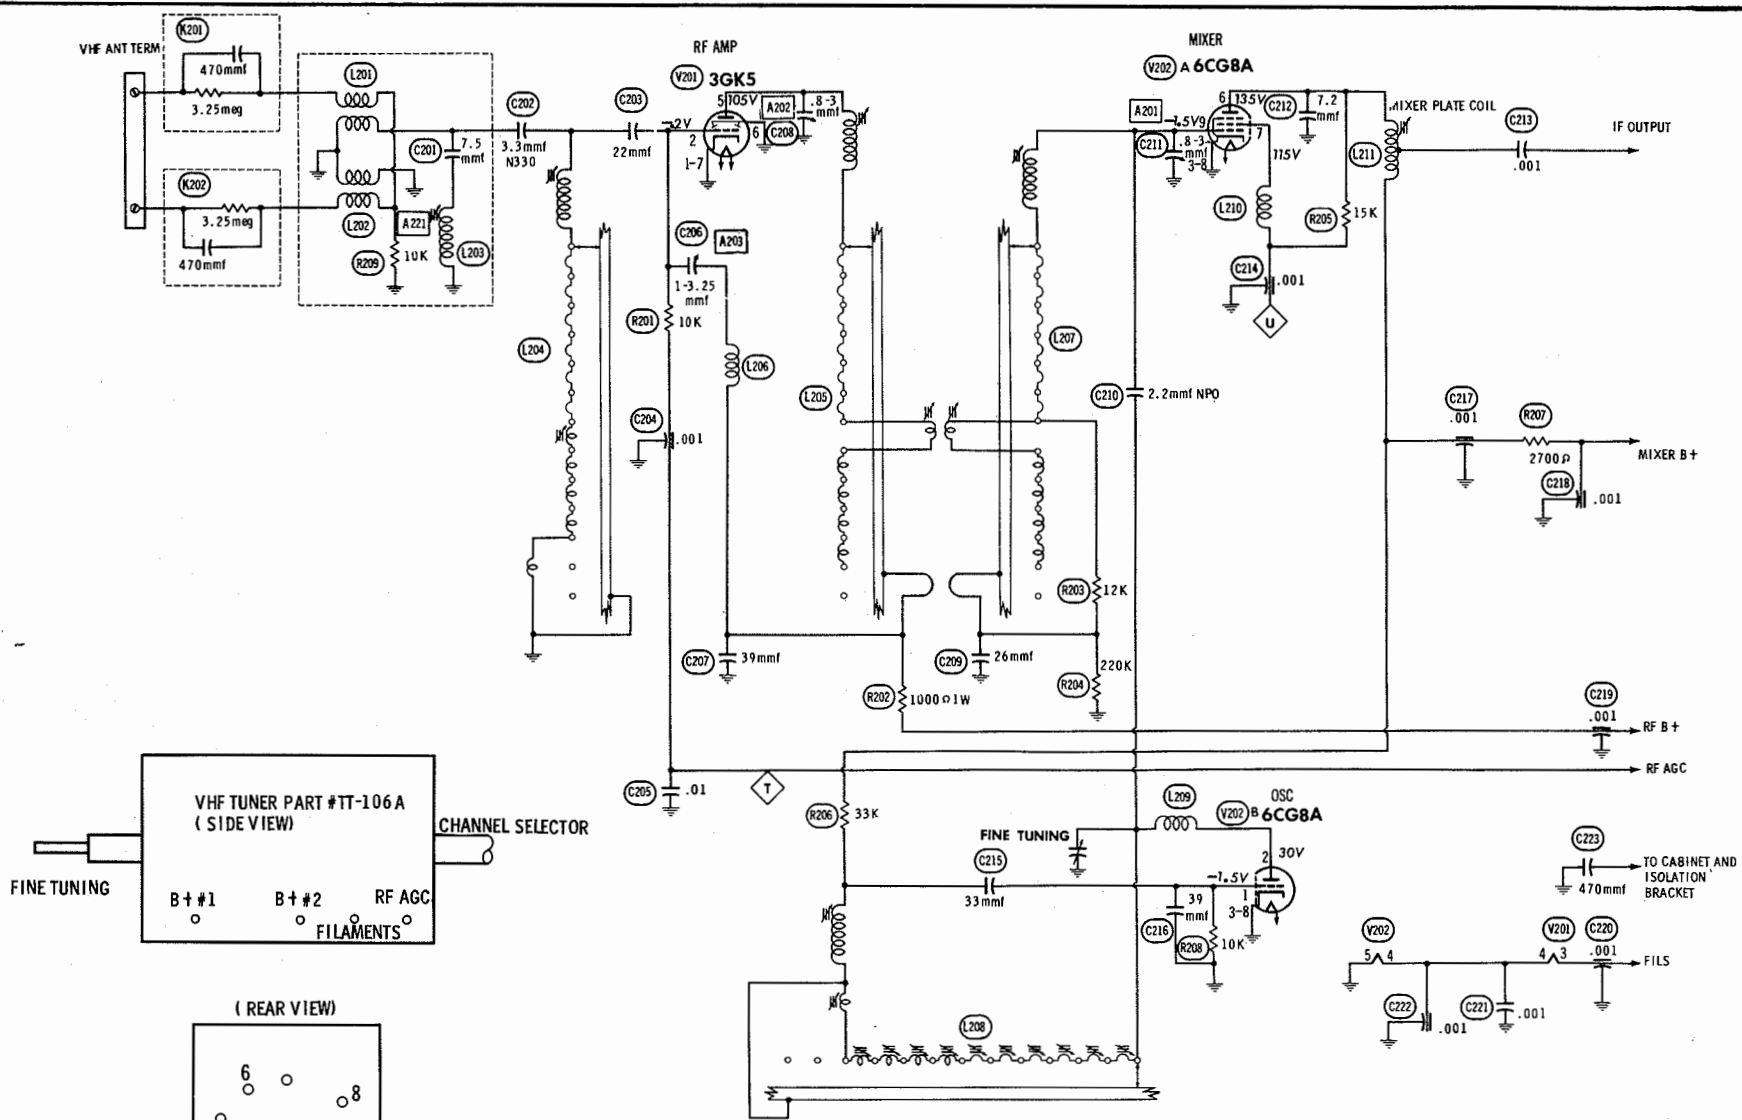 VHF ANT TERM
K201
470mmf
3.25meg
K202
3.25meg
470mmf
L201
L202
C201
7.5
mmf
A221
L203
R209
10K
C202
3.3mmf
N330
C203
22mmf
RF AMP
V201 3GK5
5 105V
-.2V
2
1-7
6
A202
C208
.8-3
mmf
L204
C206
A203
1-3.25
mmf
R201
10K
L206
C204
.001
L205
L207
C207
39mmf
C209
26mmf
R202
1000Ω1W
R203
12K
220K
R204
MIXER
V202 A 6CG8A
A201
6 135V
-1.5V 9
7
C211
.8-3
mmf
3-8
C212
7.2
mmf
115V
L210
R205
15K
C214
.001
U
MIXER PLATE COIL
L211
C213
.001
IF OUTPUT
C210
2.2mmf NPO
C217
.001
R207
2700Ω
MIXER B+
C218
.001
C219
.001
RF B+
RF AGC
C205
.01
T
R206
33K
L209
OSC
V202 B 6CG8A
FINE TUNING
C215
33mmf
2 30V
-1.5V
1
3-8
39
mmf
C216
R208
10K
L208
C223
470mmf
TO CABINET AND
ISOLATION
BRACKET
V202
5 4
V201
4 3
C220
.001
FILS
C222
.001
C221
.001
VHF TUNER PART #TT-106A
(SIDE VIEW)
CHANNEL SELECTOR
FINE TUNING
B+#1
B+#2
RF AGC
FILAMENTS
(REAR VIEW)
6
8